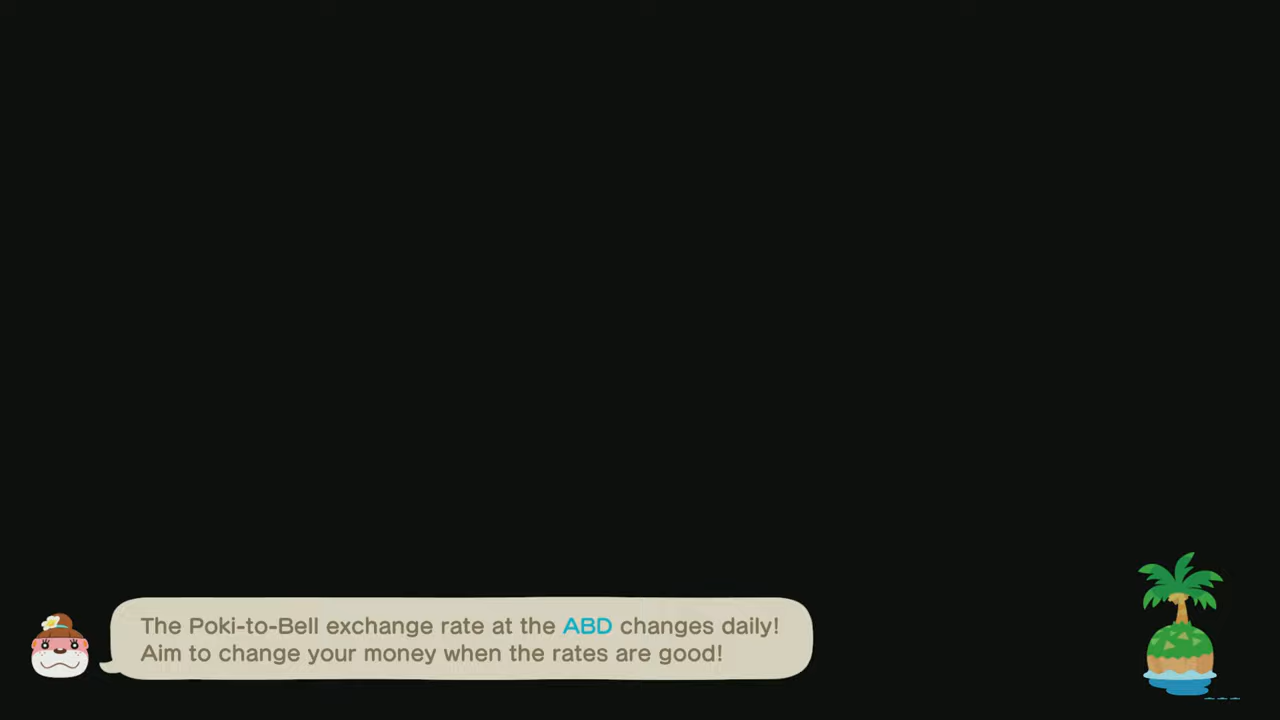 The Poki-to-Bell exchange rate at the ABD changes daily!
Aim to change your money when the rates are good!